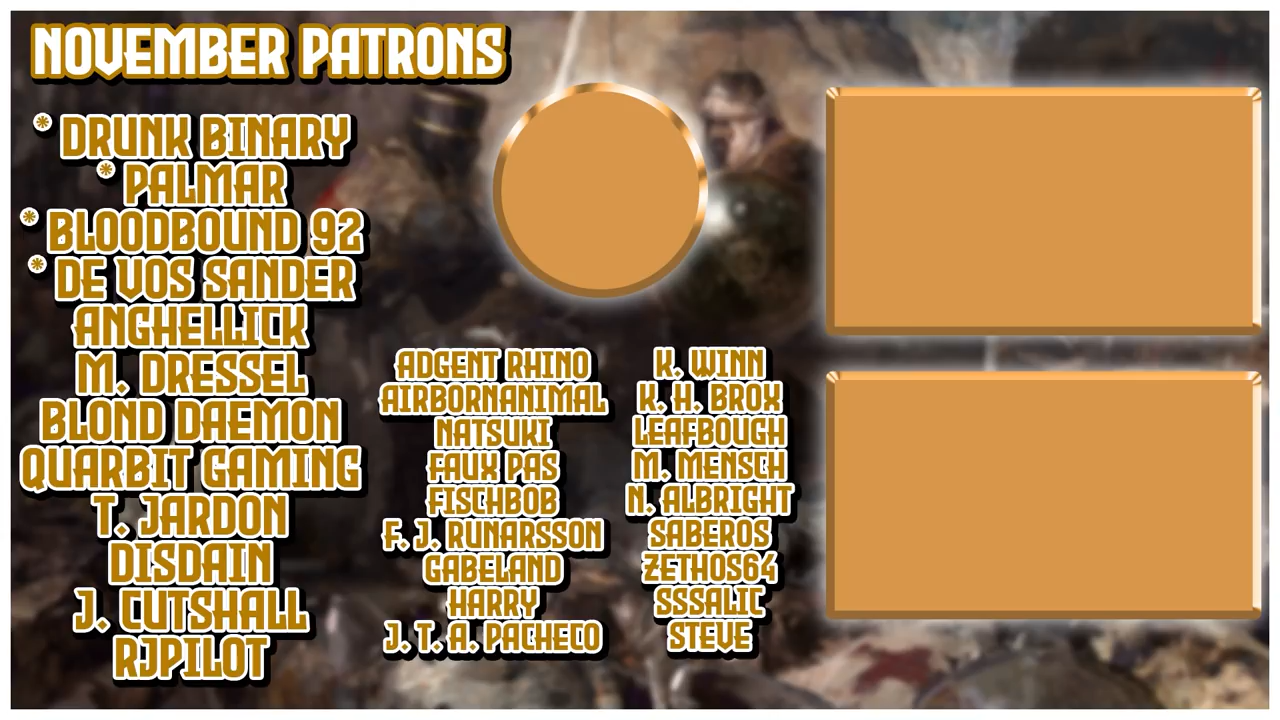 NOVEMBER PATRONS
* DRUNK BINARY
* PALMAR
* BLOODBOUND 92
* DE VOS SANDER
ANGHELLICK
M. DRESSEL
BLOND DAEMON
QUARBIT GAMING
T. JARDON
DISDAIN
J. CUTSHALL
RJPILOT
ADGENT RHINO
AIRBORNANIMAL
NATSUKI
FAUX PAS
FISCHBOB
F. J. RUNARSSON
GABELAND
HARRY
J. T. A. PACHECO
K. WINN
K. H. BROX
LEAFBOUGH
M. MENSCH
N. ALBRIGHT
SABEROS
ZETHOS64
SSSALIC
STEVE